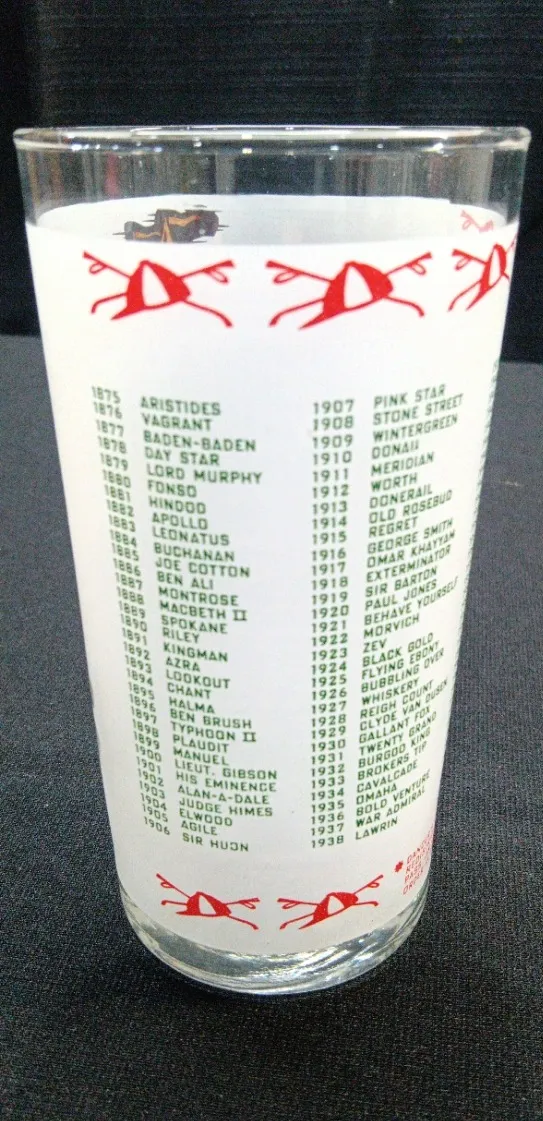 1875 ARISTIDES
1876 VAGRANT
1877 BADEN-BADEN
1878 DAY STAR
1879 LORD MURPHY
1880 FONSO
1881 HINDOO
1882 APOLLO
1883 LEONATUS
1884 BUCHANAN
1885 JOE COTTON
1886 BEN ALI
1887 MONTROSE
1888 MACBETH II
1889 SPOKANE
1890 RILEY
1891 KINGMAN
1892 AZRA
1893 LOOKOUT
1894 CHANT
1895 HALMA
1896 BEN BRUSH
1897 TYPHOON II
1898 PLAUDIT
1899 MANUEL
1900 LIEUT. GIBSON
1901 HIS EMINENCE
1902 ALAN-A-DALE
1903 JUDGE HIMES
1904 ELWOOD
1905 AGILE
1906 SIR HUON
1907 PINK STAR
1908 STONE STREET
1909 WINTERGREEN
1910 DONAU
1911 MERIDIAN
1912 WORTH
1913 DONERAIL
1914 OLD ROSEBUD
1915 REGRET
1916 GEORGE SMITH
1917 OMAR KHAYYAM
1918 EXTERMINATOR
1919 SIR BARTON
1920 PAUL JONES
1921 BEHAVE YOURSELF
1922 MORVICH
1923 ZEV
1924 BLACK GOLD
1925 FLYING EBONY
1926 BUBBLING OVER
1927 WHISKERY
1928 REIGH COUNT
1929 CLYDE VAN DUSEN
1930 GALLANT FOX
1931 TWENTY GRAND
1932 BURGOO KING
1933 BROKERS TIP
1934 CAVALCADE
1935 OMAHA
1936 BOLD VENTURE
1937 WAR ADMIRAL
1938 LAWRIN